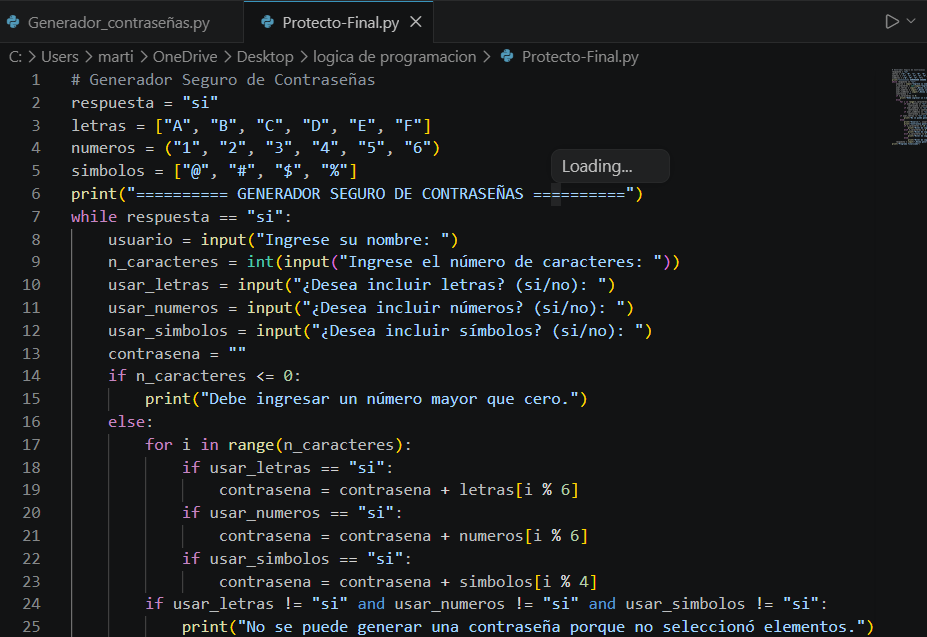 Generador_contraseñas.py
Protecto-Final.py
C: > Users > marti > OneDrive > Desktop > logica de programacion > Protecto-Final.py
1 # Generador Seguro de Contraseñas
2 respuesta = "si"
3 letras = ["A", "B", "C", "D", "E", "F"]
4 numeros = ("1", "2", "3", "4", "5", "6")
5 simbolos = ["@", "#", "$", "%"]
Loading...
6 print("========== GENERADOR SEGURO DE CONTRASEÑAS ==========")
7 while respuesta == "si":
8     usuario = input("Ingrese su nombre: ")
9     n_caracteres = int(input("Ingrese el número de caracteres: "))
10     usar_letras = input("¿Desea incluir letras? (si/no): ")
11     usar_numeros = input("¿Desea incluir números? (si/no): ")
12     usar_simbolos = input("¿Desea incluir símbolos? (si/no): ")
13     contrasena = ""
14     if n_caracteres <= 0:
15         print("Debe ingresar un número mayor que cero.")
16     else:
17         for i in range(n_caracteres):
18             if usar_letras == "si":
19                 contrasena = contrasena + letras[i % 6]
20             if usar_numeros == "si":
21                 contrasena = contrasena + numeros[i % 6]
22             if usar_simbolos == "si":
23                 contrasena = contrasena + simbolos[i % 4]
24         if usar_letras != "si" and usar_numeros != "si" and usar_simbolos != "si":
25             print("No se puede generar una contraseña porque no seleccionó elementos.")